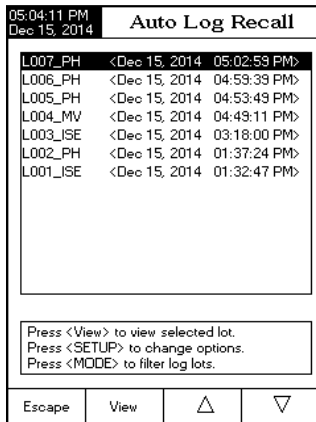 05:04:11 PM
Dec 15, 2014
Auto Log Recall
L007_PH <Dec 15, 2014 05:02:59 PM>
L006_PH <Dec 15, 2014 04:59:39 PM>
L005_PH <Dec 15, 2014 04:53:49 PM>
L004_MV <Dec 15, 2014 04:49:11 PM>
L003_ISE <Dec 15, 2014 03:18:00 PM>
L002_PH <Dec 15, 2014 01:37:24 PM>
L001_ISE <Dec 15, 2014 01:32:47 PM>
Press <View> to view selected lot.
Press <SETUP> to change options.
Press <MODE> to filter log lots.
Escape View △ ▽